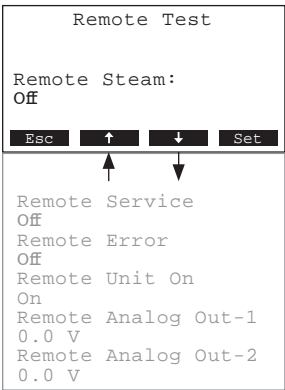 Remote Test
Remote Steam:
Off
Esc ↑ ↓ Set
Remote Service
Off
Remote Error
Off
Remote Unit On
On
Remote Analog Out-1
0.0 V
Remote Analog Out-2
0.0 V